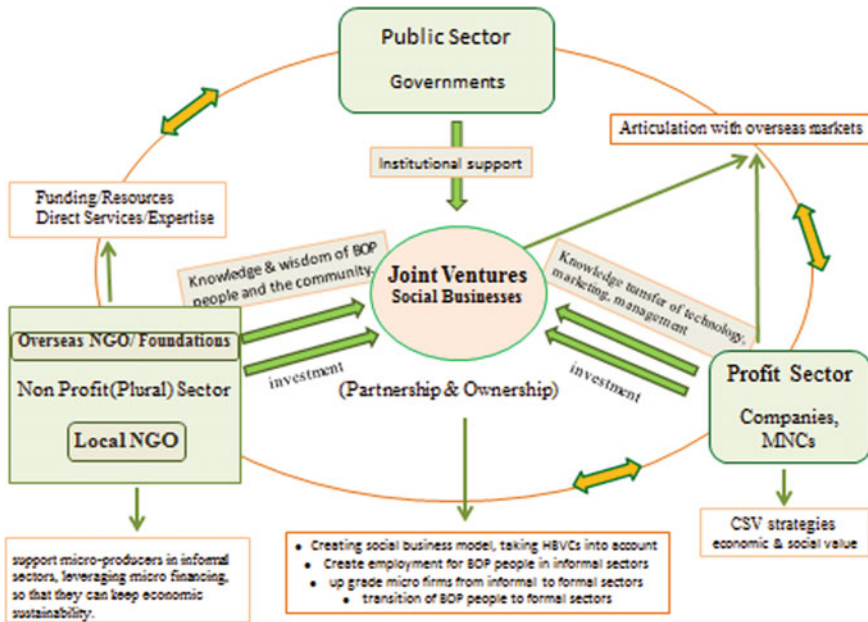 Public Sector
Governments
Articulation with overseas markets
Institutional support
Funding/Resources
Direct Services/Expertise
Knowledge & wisdom of BOP
people and the community,
Joint Ventures
Social Businesses
Knowledge transfer of technology,
marketing, management
Overseas NGO/ Foundations
Non Profit(Plural) Sector
Local NGO
investment
(Partnership & Ownership)
investment
Profit Sector
Companies,
MNCs
CSV strategies
economic & social value
support micro-producers in informal
sectors, leveraging micro financing,
so that they can keep economic
sustainability.
• Creating social business model, taking HBVCs into account
• Create employment for BOP people in informal sectors
• up grade micro firms from informal to formal sectors
• transition of BOP people to formal sectors